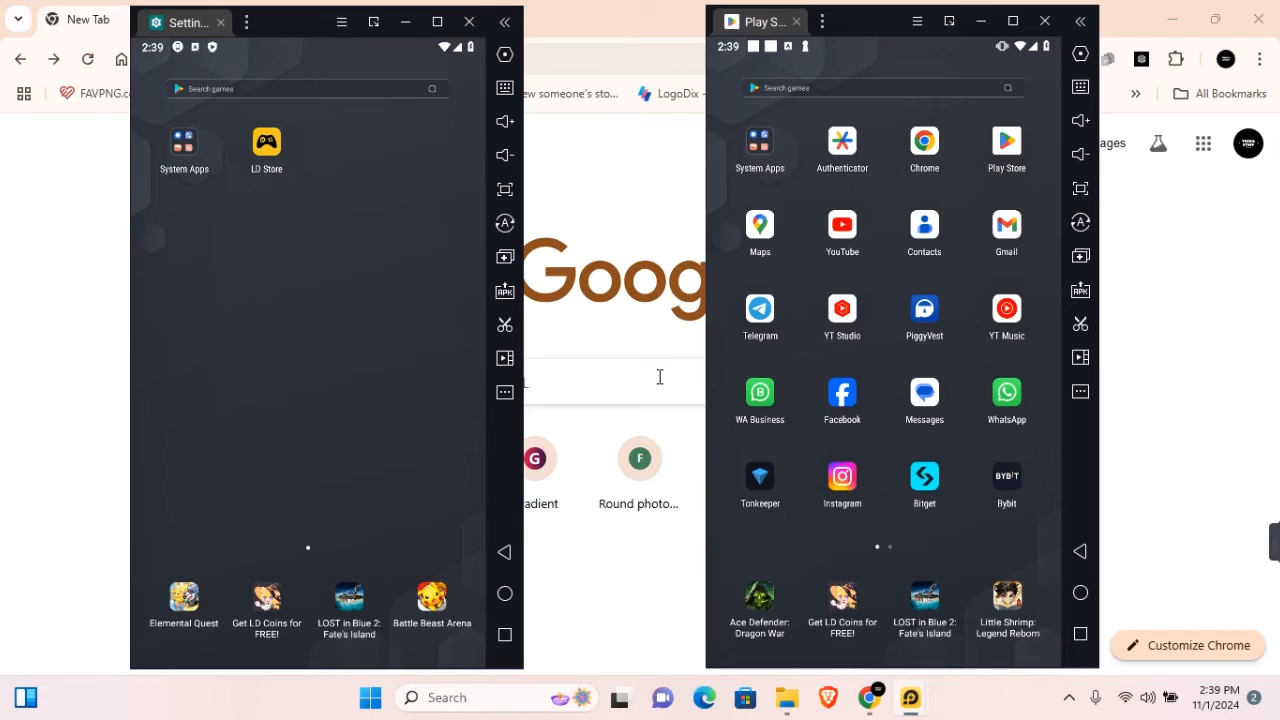 New Tab
FAVPNG.c
ew someone's sto...
LogoDix -
All Bookmarks
ages
Goog
adient
Round photo...
F
G
Customize Chrome
Settin...
2:39
A
Search games
System Apps
LD Store
Elemental Quest
Get LD Coins for
FREE!
LOST in Blue 2:
Fate's Island
Battle Beast Arena
A
APK
Play S...
2:39
A
Search games
System Apps
Authenticator
Chrome
Play Store
Maps
YouTube
Contacts
Gmail
Telegram
YT Studio
PiggyVest
YT Music
WA Business
Facebook
Messages
WhatsApp
BYBIT
Tonkeeper
Instagram
Bitget
Bybit
Ace Defender:
Dragon War
Get LD Coins for
FREE!
LOST in Blue 2:
Fate's Island
Little Shrimp:
Legend Reborn
A
APK
Search
2:39 PM
11/1/2024
2